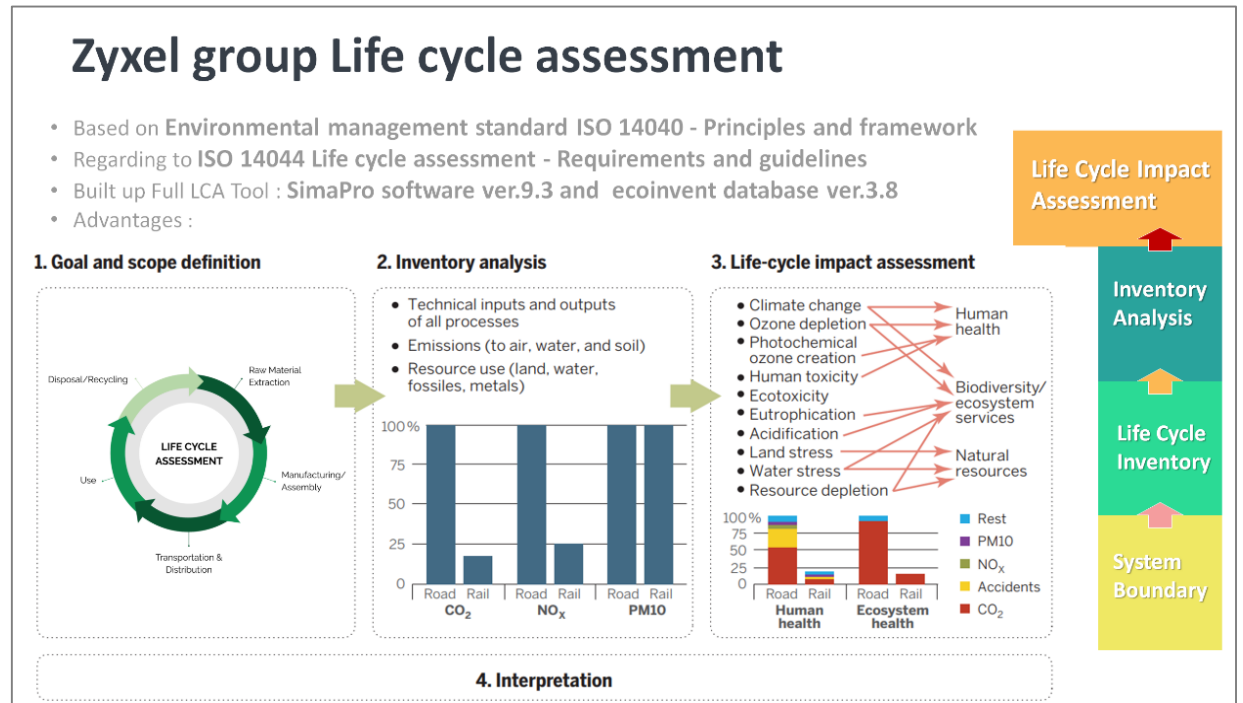 Zyxel group Life cycle assessment
• Based on Environmental management standard ISO 14040 - Principles and framework
• Regarding to ISO 14044 Life cycle assessment - Requirements and guidelines
• Built up Full LCA Tool : SimaPro software ver.9.3 and ecoinvent database ver.3.8
• Advantages :
1. Goal and scope definition
Disposal/Recycling
Raw Material
Extraction
LIFE CYCLE
ASSESSMENT
Use
Manufacturing/
Assembly
Transportation &
Distribution
2. Inventory analysis
• Technical inputs and outputs
of all processes
• Emissions (to air, water, and soil)
• Resource use (land, water,
fossiles, metals)
100 %
75
50
25
0
Road Rail Road Rail Road Rail
CO₂ NOₓ PM10
3. Life-cycle impact assessment
• Climate change
• Ozone depletion
• Photochemical
ozone creation
• Human toxicity
• Ecotoxicity
• Eutrophication
• Acidification
• Land stress
• Water stress
• Resource depletion
Human
health
Biodiversity/
ecosystem
services
Natural
resources
100 %
75
50
25
0
Road Rail Road Rail
Human
health
Ecosystem
health
Rest
PM10
NOₓ
Accidents
CO₂
4. Interpretation
Life Cycle Impact
Assessment
Inventory
Analysis
Life Cycle
Inventory
System
Boundary